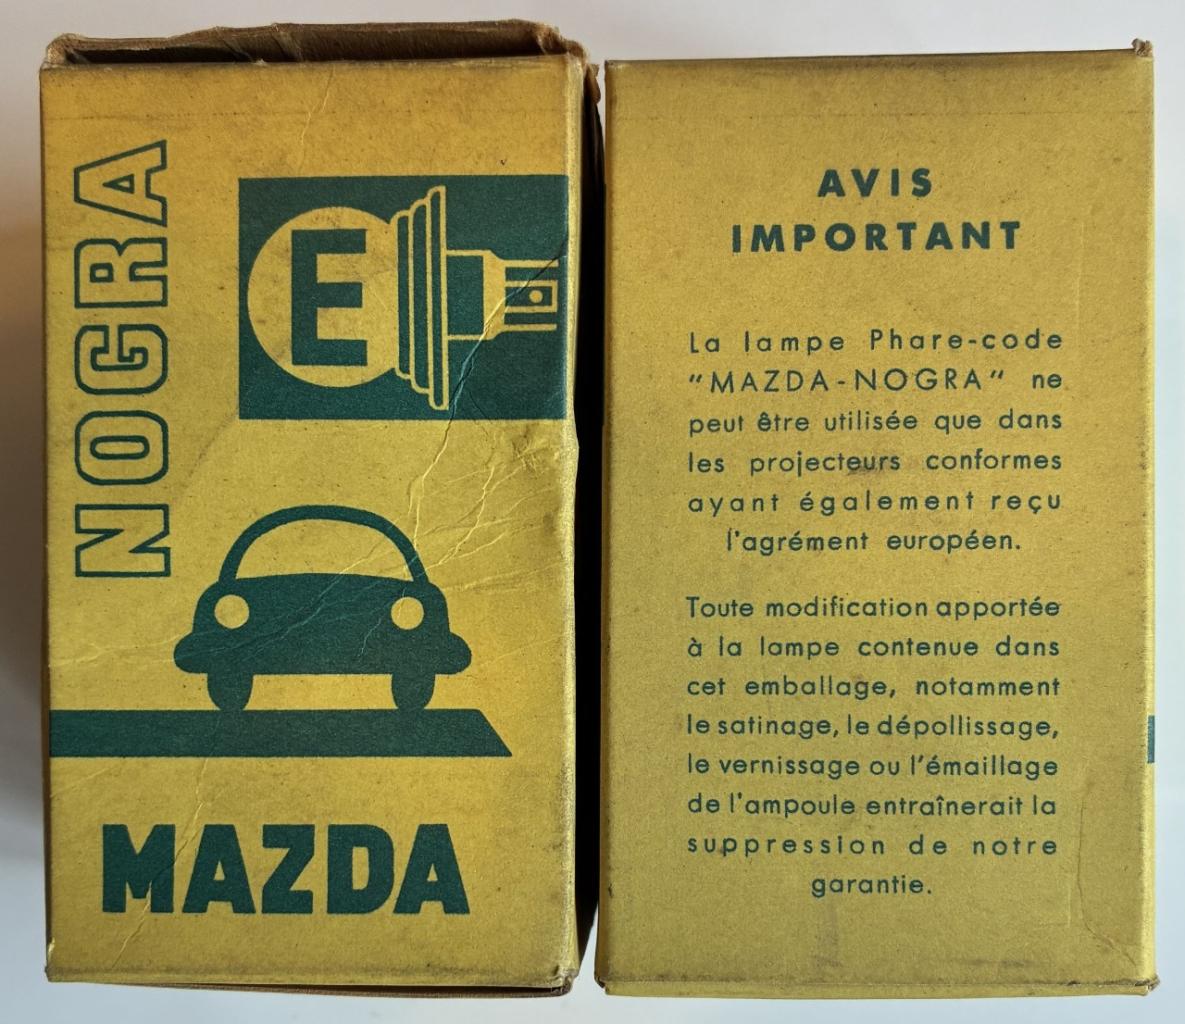 NOGRA
E
MAZDA
AVIS
IMPORTANT
La lampe Phare-code
"MAZDA-NOGRA" ne
peut être utilisée que dans
les projecteurs conformes
ayant également reçu
l'agrément européen.
Toute modification apportée
à la lampe contenue dans
cet emballage, notamment
le satinage, le dépollissage,
le vernissage ou l'émaillage
de l'ampoule entraînerait la
suppression de notre
garantie.